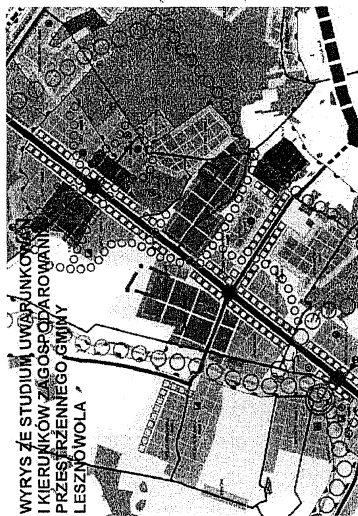 WYRYS ZE STUDIUM UWARUNKOWAŃ
I KIERUNKÓW ZAGOSPODAROWANIA
PRZESTRZENNEGO GMINY
LESZNOWOLA